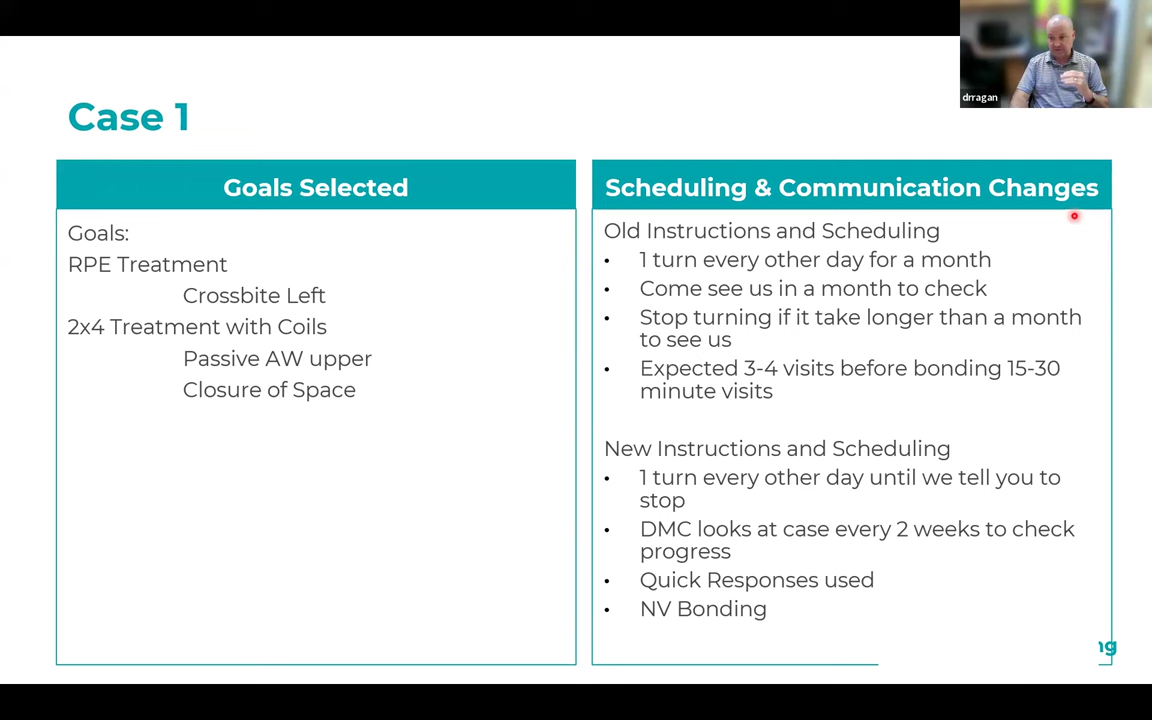 drragan
Case 1
Goals Selected
Goals:
RPE Treatment
Crossbite Left
2x4 Treatment with Coils
Passive AW upper
Closure of Space
Scheduling & Communication Changes
Old Instructions and Scheduling
• 1 turn every other day for a month
• Come see us in a month to check
• Stop turning if it take longer than a month
to see us
• Expected 3-4 visits before bonding 15-30
minute visits
New Instructions and Scheduling
• 1 turn every other day until we tell you to
stop
• DMC looks at case every 2 weeks to check
progress
• Quick Responses used
• NV Bonding